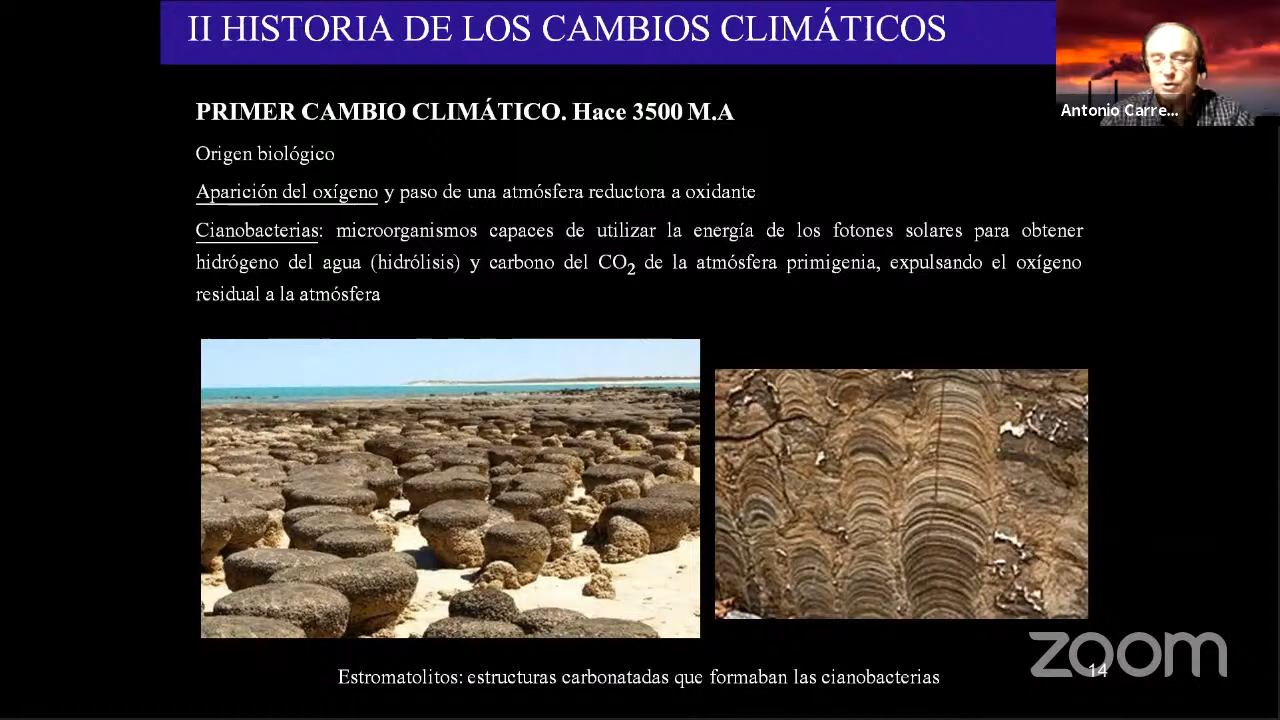 II HISTORIA DE LOS CAMBIOS CLIMÁTICOS
Antonio Carre...
PRIMER CAMBIO CLIMÁTICO. Hace 3500 M.A
Origen biológico
Aparición del oxígeno y paso de una atmósfera reductora a oxidante
Cianobacterias: microorganismos capaces de utilizar la energía de los fotones solares para obtener
hidrógeno del agua (hidrólisis) y carbono del CO₂ de la atmósfera primigenia, expulsando el oxígeno
residual a la atmósfera
Estromatolitos: estructuras carbonatadas que formaban las cianobacterias
zoom
14